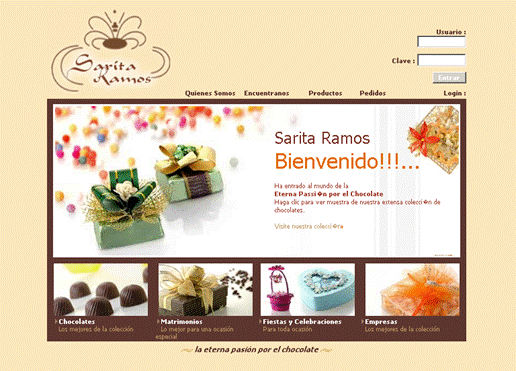 Usuario :
Sarita
Ramos
Clave :
Entrar
Quienes Somos Encuentranos Productos Pedidos Login :
Sarita Ramos
Bienvenido!!!...
Ha entrado al mundo de la
Eterna Passi�n por el Chocolate
Haga clic para ver muestra de nuestra extensa colecci�n de
chocolates.
Visite nuestra colecci�n
Chocolates
Los mejores de la colección
Matrimonios
Lo mejor para una ocasión
especial
Fiestas y Celebraciones
Para toda ocasión
Empresas
Los mejores de la colección
la eterna pasión por el chocolate